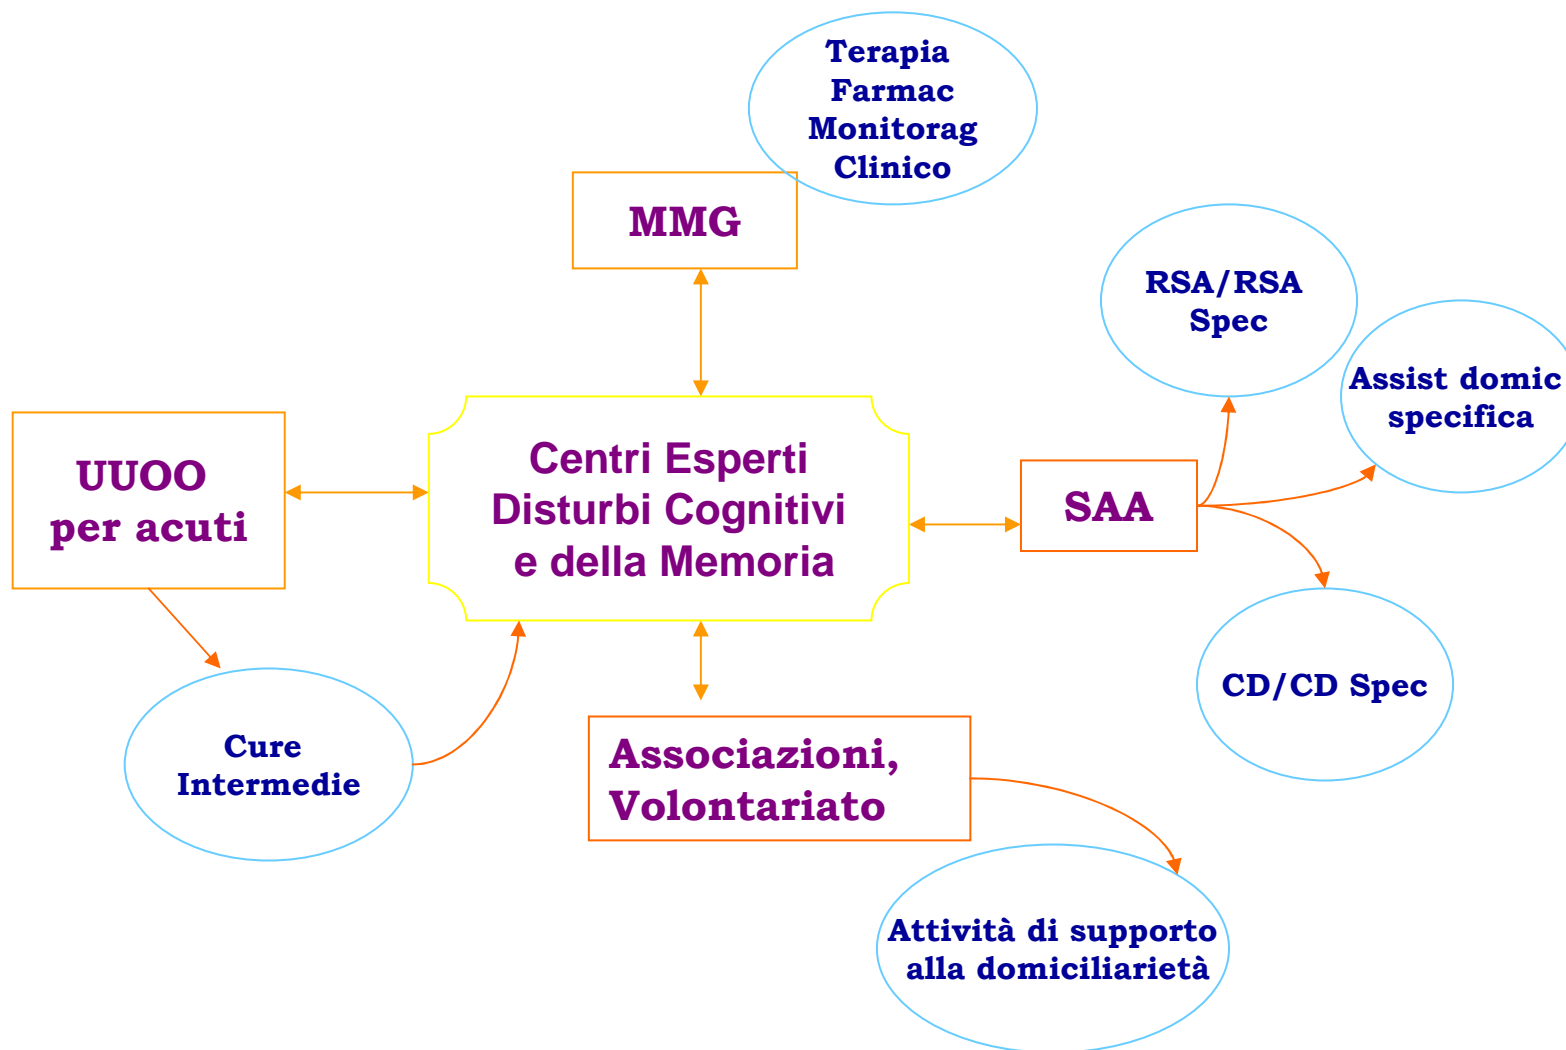 Terapia
Farmac
Monitorag
Clinico
MMG
RSA/RSA
Spec
Assist domic
specifica
UUOO
per acuti
Centri Esperti
Disturbi Cognitivi
e della Memoria
SAA
CD/CD Spec
Cure
Intermedie
Associazioni,
Volontariato
Attività di supporto
alla domiciliarietà